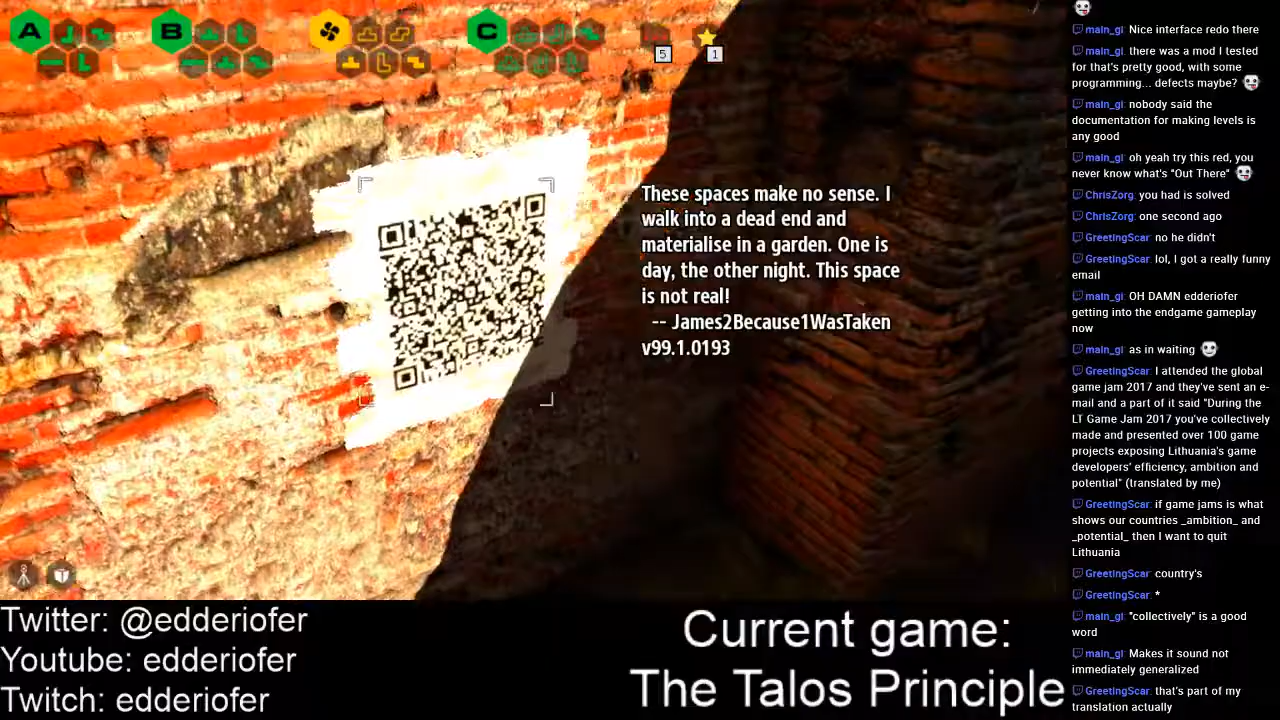 A
B
C
5
1
These spaces make no sense. I
walk into a dead end and
materialise in a garden. One is
day, the other night. This space
is not real!
-- James2Because1WasTaken
v99.1.0193
Twitter: @edderiofer
Youtube: edderiofer
Twitch: edderiofer
Current game:
The Talos Principle
main_gi: Nice interface redo there
main_gi: there was a mod I tested
for that's pretty good, with some
programming... defects maybe?
main_gi: nobody said the
documentation for making levels is
any good
main_gi: oh yeah try this red, you
never know what's "Out There"
ChrisZorg: you had is solved
ChrisZorg: one second ago
GreetingScar: no he didn't
GreetingScar: lol, I got a really funny
email
main_gi: OH DAMN edderiofer
getting into the endgame gameplay
now
main_gi: as in waiting
GreetingScar: I attended the global
game jam 2017 and they've sent an e-
mail and a part of it said "During the
LT Game Jam 2017 you've collectively
made and presented over 100 game
projects exposing Lithuania's game
developers' efficiency, ambition and
potential" (translated by me)
GreetingScar: if game jams is what
shows our countries _ambition_ and
_potential_ then I want to quit
Lithuania
GreetingScar: country's
GreetingScar: *
main_gi: "collectively" is a good
word
main_gi: Makes it sound not
immediately generalized
GreetingScar: that's part of my
translation actually